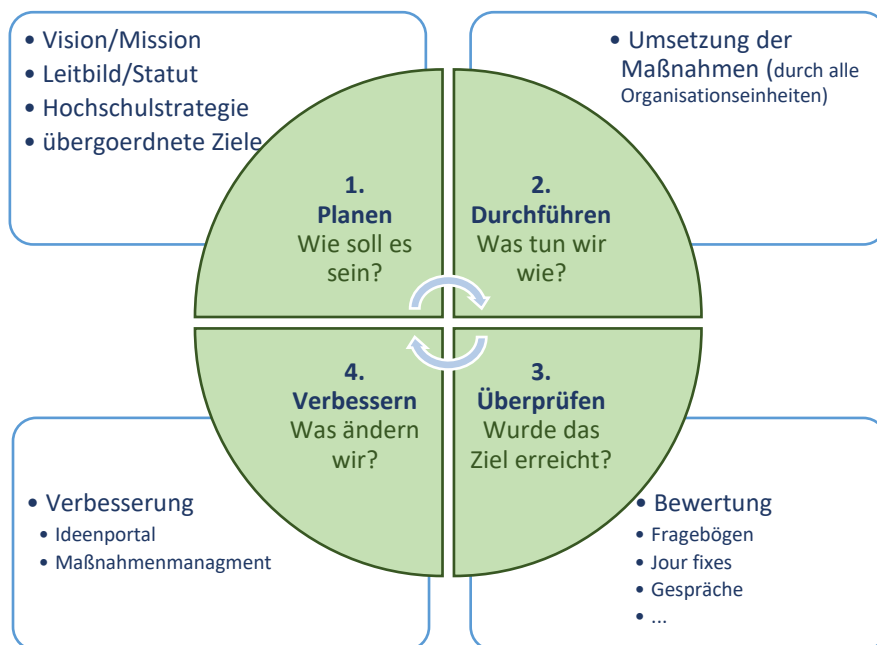 • Vision/Mission
• Leitbild/Statut
• Hochschulstrategie
• übgoerdnete Ziele
• Umsetzung der
Maßnahmen (durch alle
Organisationseinheiten)
1.
Planen
Wie soll es
sein?
2.
Durchführen
Was tun wir
wie?
4.
Verbessern
Was ändern
wir?
3.
Überprüfen
Wurde das
Ziel erreicht?
• Verbesserung
• Ideenportal
• Maßnahmenmanagment
• Bewertung
• Fragebögen
• Jour fixes
• Gespräche
• ...